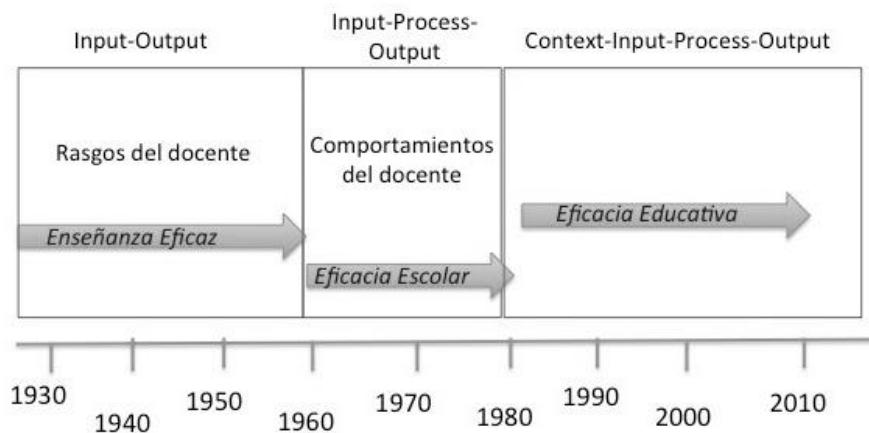 Input-Output
Input-Process-
Output
Context-Input-Process-Output
Rasgos del docente
Comportamientos
del docente
Enseñanza Eficaz
Eficacia Escolar
Eficacia Educativa
1930
1940
1950
1960
1970
1980
1990
2000
2010